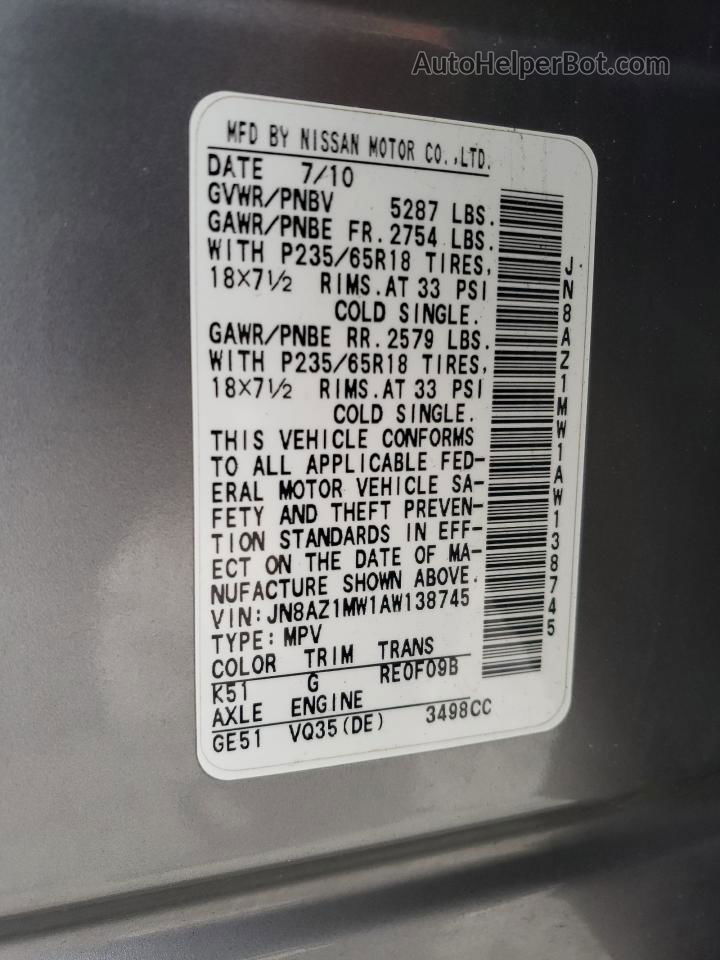 AutoHelperBot.com
MFD BY NISSAN MOTOR CO.,LTD.
DATE 7/10
GVWR/PNBV 5287 LBS.
GAWR/PNBE FR.2754 LBS.
WITH P235/65R18 TIRES,
18×7½ RIMS.AT 33 PSI
COLD SINGLE.
GAWR/PNBE RR.2579 LBS.
WITH P235/65R18 TIRES,
18×7½ RIMS.AT 33 PSI
COLD SINGLE.
THIS VEHICLE CONFORMS
TO ALL APPLICABLE FED-
ERAL MOTOR VEHICLE SA-
FETY AND THEFT PREVEN-
TION STANDARDS IN EFF-
ECT ON THE DATE OF MA-
NUFACTURE SHOWN ABOVE.
VIN:JN8AZ1MW1AW138745
TYPE:MPV
COLOR TRIM TRANS
K51 G RE0F09B
AXLE ENGINE
GE51 VQ35(DE) 3498CC
JN8AZ1MW1AW138745